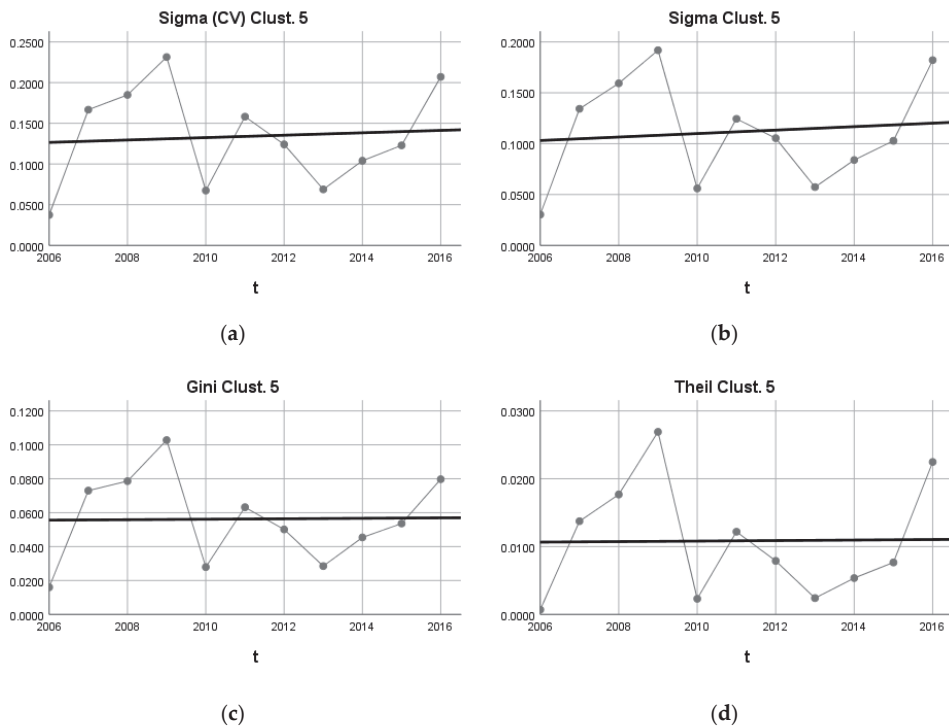 Sigma (CV) Clust. 5
0.2500
0.2000
0.1500
0.1000
0.0500
0.0000
2006 2008 2010 2012 2014 2016
t
(a)
Sigma Clust. 5
0.2000
0.1500
0.1000
0.0500
0.0000
2006 2008 2010 2012 2014 2016
t
(b)
Gini Clust. 5
0.1200
0.1000
0.0800
0.0600
0.0400
0.0200
0.0000
2006 2008 2010 2012 2014 2016
t
(c)
Theil Clust. 5
0.0300
0.0200
0.0100
0.0000
2006 2008 2010 2012 2014 2016
t
(d)